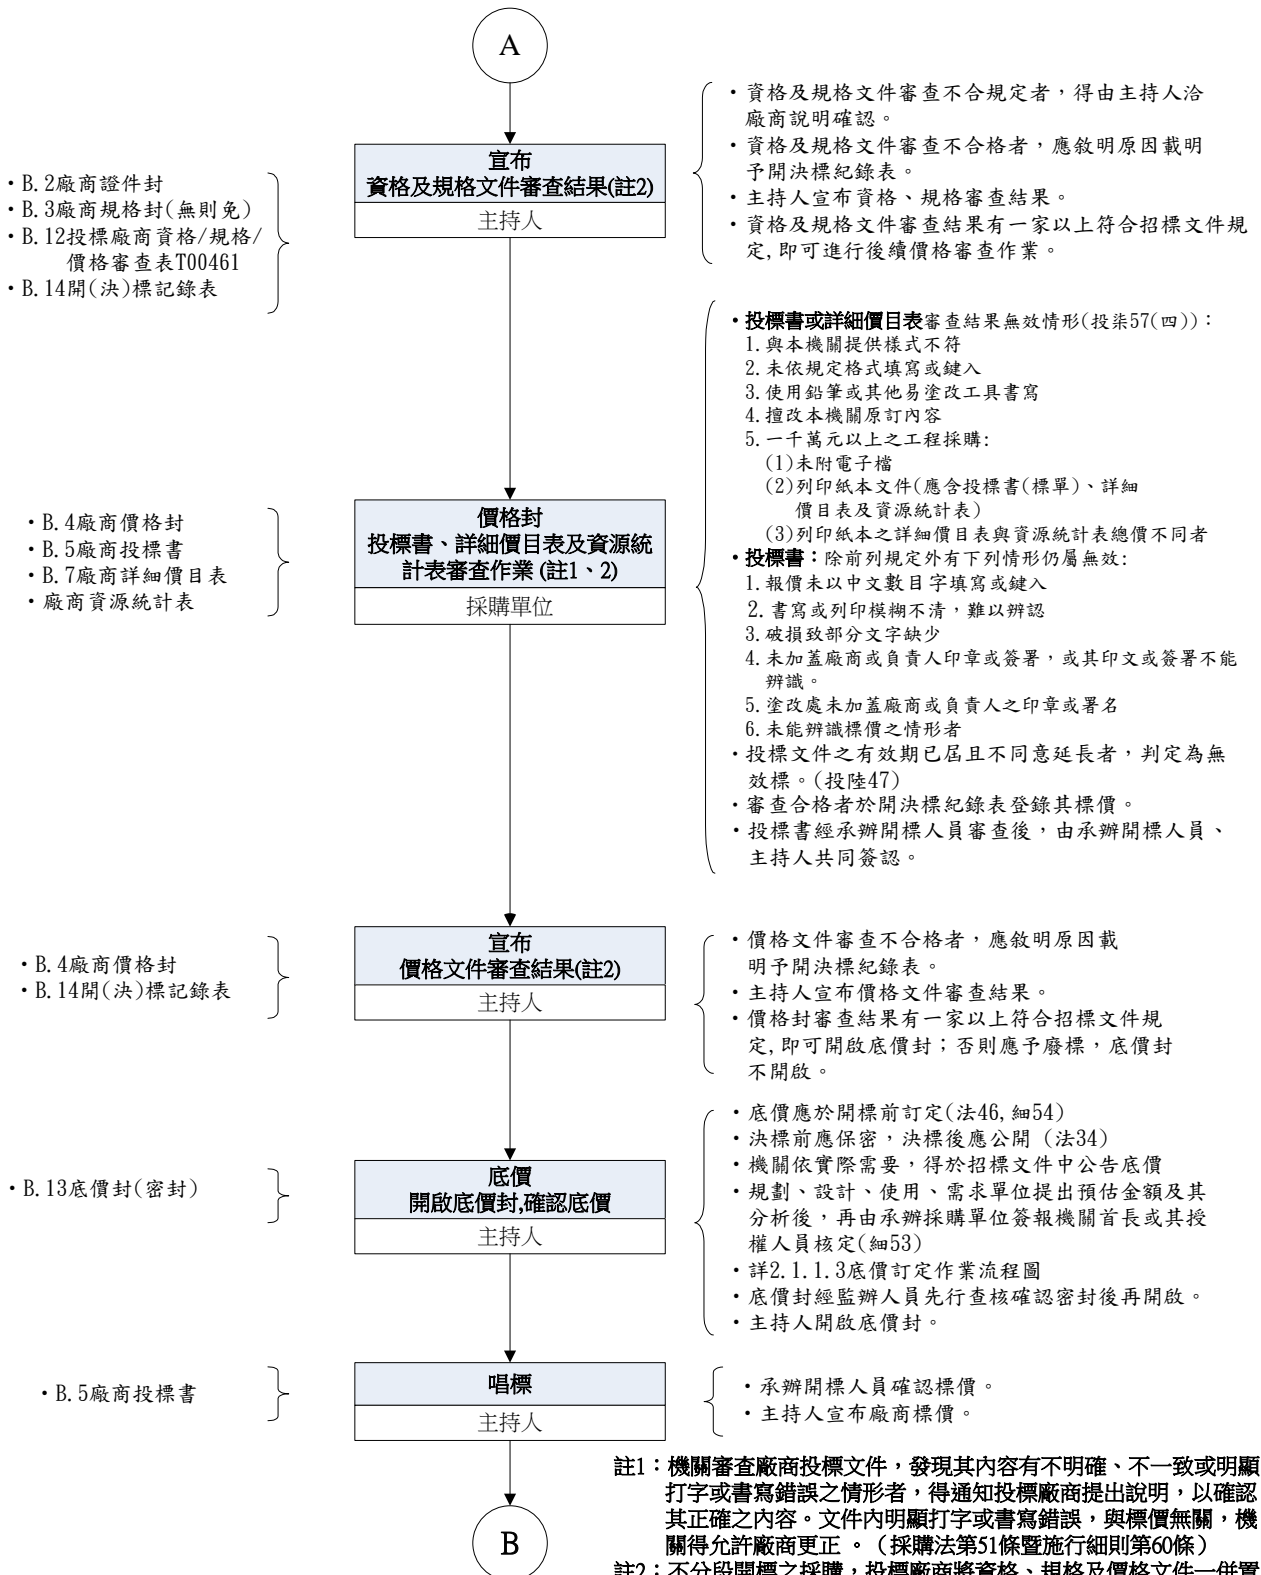 A
宣布
資格及規格文件審查結果(註2)
主持人
・B.2廠商證件封
・B.3廠商規格封(無則免)
・B.12投標廠商資格/規格/
價格審查表T00461
・B.14開(決)標記錄表
・資格及規格文件審查不合規定者，得由主持人洽
廠商說明確認。
・資格及規格文件審查不合格者，應敘明原因載明
予開決標紀錄表。
・主持人宣布資格、規格審查結果。
・資格及規格文件審查結果有一家以上符合招標文件規
定,即可進行後續價格審查作業。
價格封
投標書、詳細價目表及資源統
計表審查作業 (註1、2)
採購單位
・B.4廠商價格封
・B.5廠商投標書
・B.7廠商詳細價目表
・廠商資源統計表
・投標書或詳細價目表審查結果無效情形(投柒57(四))：
1.與本機關提供樣式不符
2.未依規定格式填寫或鍵入
3.使用鉛筆或其他易塗改工具書寫
4.擅改本機關原訂內容
5.一千萬元以上之工程採購:
(1)未附電子檔
(2)列印紙本文件(應含投標書(標單)、詳細
價目表及資源統計表)
(3)列印紙本之詳細價目表與資源統計表總價不同者
・投標書：除前列規定外有下列情形仍屬無效:
1.報價未以中文數目字填寫或鍵入
2.書寫或列印模糊不清，難以辨認
3.破損致部分文字缺少
4.未加蓋廠商或負責人印章或簽署，或其印文或簽署不能
辨識。
5.塗改處未加蓋廠商或負責人之印章或署名
6.未能辨識標價之情形者
・投標文件之有效期已屆且不同意延長者，判定為無
效標。(投陸47)
・審查合格者於開決標紀錄表登錄其標價。
・投標書經承辦開標人員審查後，由承辦開標人員、
主持人共同簽認。
宣布
價格文件審查結果(註2)
主持人
・B.4廠商價格封
・B.14開(決)標記錄表
・價格文件審查不合格者，應敘明原因載
明予開決標紀錄表。
・主持人宣布價格文件審查結果。
・價格封審查結果有一家以上符合招標文件規
定,即可開啟底價封；否則應予廢標，底價封
不開啟。
底價
開啟底價封,確認底價
主持人
・B.13底價封(密封)
・底價應於開標前訂定(法46,細54)
・決標前應保密，決標後應公開 (法34)
・機關依實際需要，得於招標文件中公告底價
・規劃、設計、使用、需求單位提出預估金額及其
分析後，再由承辦採購單位簽報機關首長或其授
權人員核定(細53)
・詳2.1.1.3底價訂定作業流程圖
・底價封經監辦人員先行查核確認密封後再開啟。
・主持人開啟底價封。
唱標
主持人
・B.5廠商投標書
・承辦開標人員確認標價。
・主持人宣布廠商標價。
B
註1：機關審查廠商投標文件，發現其內容有不明確、不一致或明顯
打字或書寫錯誤之情形者，得通知投標廠商提出說明，以確認
其正確之內容。文件內明顯打字或書寫錯誤，與標價無關，機
關得允許廠商更正 。（採購法第51條暨施行細則第60條）
註2：不分段開標之採購，投標廠商將資格、規格及價格文件一併置